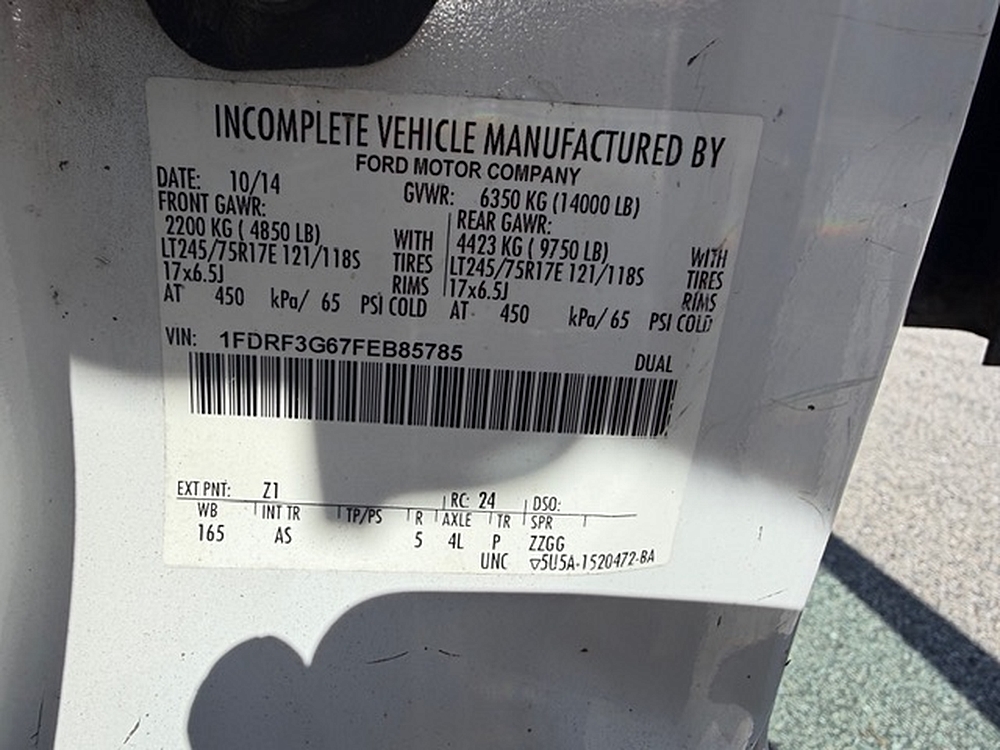 INCOMPLETE VEHICLE MANUFACTURED BY
FORD MOTOR COMPANY
DATE: 10/14 GVWR: 6350 KG (14000 LB)
FRONT GAWR: REAR GAWR:
2200 KG ( 4850 LB) WITH 4423 KG ( 9750 LB) WITH
LT245/75R17E 121/118S TIRES LT245/75R17E 121/118S TIRES
17x6.5J RIMS 17x6.5J RIMS
AT 450 kPa/ 65 PSI COLD AT 450 kPa/ 65 PSI COLD
VIN: 1FDRF3G67FEB85785 DUAL
EXT PNT: Z1 RC: 24 DSO:
WB INT TR TP/PS R AXLE TR SPR
165 AS 5 4L P ZZGG
UNC ▽5U5A-1520472-BA